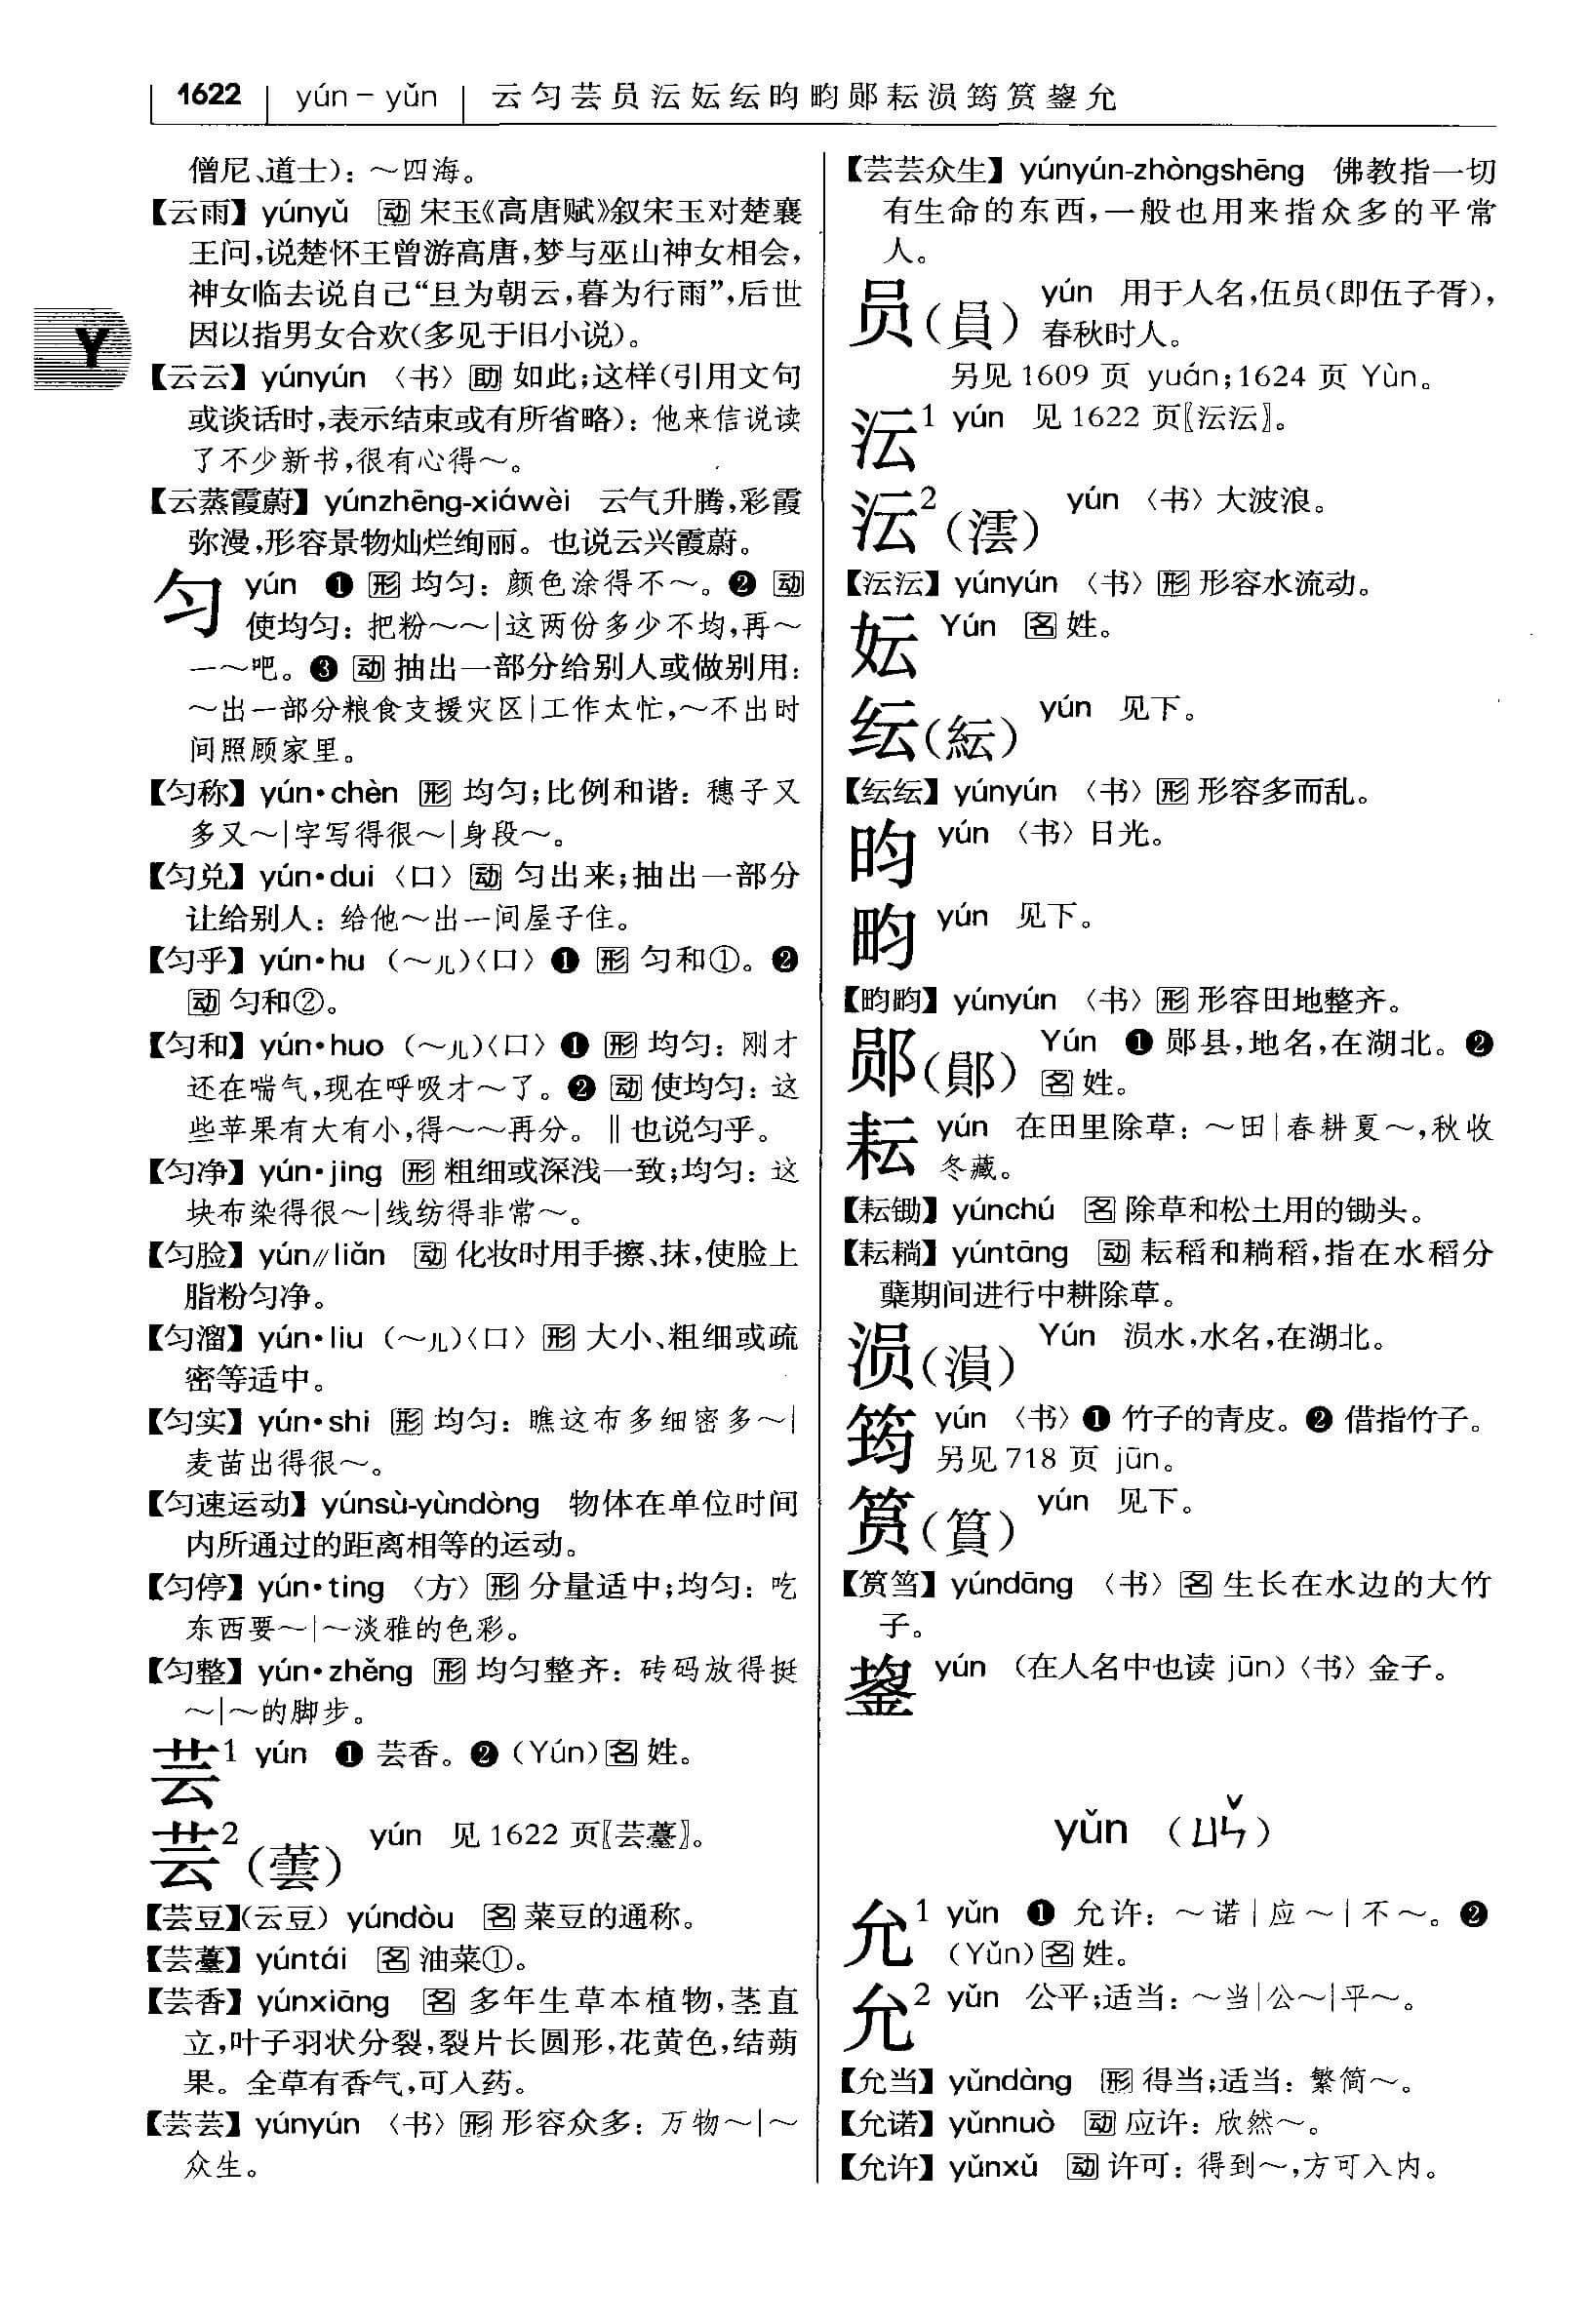 1622 yún－yǔn 云匀芸员沄妘纭昀畇郧耘涢筠筼鋆允
僧尼、道士）：～四海。
【云雨】yúnyǔ 动 宋玉《高唐赋》叙宋玉对楚襄
王问，说楚怀王曾游高唐，梦与巫山神女相会，
神女临去说自己“旦为朝云，暮为行雨”，后世
因以指男女合欢（多见于旧小说）。
Y
【云云】yúnyún 〈书〉助 如此；这样（引用文句
或谈话时，表示结束或有所省略）：他来信说读
了不少新书，很有心得～。
【云蒸霞蔚】yúnzhēng-xiáwèi 云气升腾，彩霞
弥漫，形容景物灿烂绚丽。也说云兴霞蔚。
匀 yún ❶ 形 均匀：颜色涂得不～。❷ 动
使均匀：把粉～～|这两份多少不均，再～
一～吧。❸ 动 抽出一部分给别人或做别用：
～出一部分粮食支援灾区|工作太忙，～不出时
间照顾家里。
【匀称】yún•chèn 形 均匀；比例和谐：穗子又
多又～|字写得很～|身段～。
【匀兑】yún•dui〈口〉动 匀出来；抽出一部分
让给别人：给他～出一间屋子住。
【匀乎】yún•hu（～儿）〈口〉❶ 形 匀和①。❷
动 匀和②。
【匀和】yún•huo（～儿）〈口〉❶ 形 均匀：刚才
还在喘气，现在呼吸才～了。❷ 动 使均匀：这
些苹果有大有小，得～～再分。‖也说匀乎。
【匀净】yún•jing 形 粗细或深浅一致；均匀：这
块布染得很～|线纺得非常～。
【匀脸】yún∥liǎn 动 化妆时用手擦、抹，使脸上
脂粉匀净。
【匀溜】yún•liu（～儿）〈口〉形 大小、粗细或疏
密等适中。
【匀实】yún•shi 形 均匀：瞧这布多细密多～|
麦苗出得很～。
【匀速运动】yúnsù-yùndòng 物体在单位时间
内所通过的距离相等的运动。
【匀停】yún•ting〈方〉形 分量适中；均匀：吃
东西要～|～淡雅的色彩。
【匀整】yún•zhěng 形 均匀整齐：砖码放得挺
～|～的脚步。
芸1 yún ❶ 芸香。❷（Yún）名 姓。
芸2（蕓） yún 见 1622 页〖芸薹〗。
【芸豆】（云豆）yúndòu 名 菜豆的通称。
【芸薹】yúntái 名 油菜①。
【芸香】yúnxiāng 名 多年生草本植物，茎直
立，叶子羽状分裂，裂片长圆形，花黄色，结蒴
果。全草有香气，可入药。
【芸芸】yúnyún〈书〉形 形容众多：万物～|～
众生。
【芸芸众生】yúnyún-zhòngshēng 佛教指一切
有生命的东西，一般也用来指众多的平常
人。
员（員） yún 用于人名，伍员（即伍子胥），
春秋时人。
另见 1609 页 yuán；1624 页 Yùn。
沄1 yún 见 1622 页〖沄沄〗。
沄2（澐） yún〈书〉大波浪。
【沄沄】yúnyún〈书〉形 形容水流动。
妘 Yún 名 姓。
纭（紜） yún 见下。
【纭纭】yúnyún〈书〉形 形容多而乱。
昀 yún〈书〉日光。
畇 yún 见下。
【畇畇】yúnyún〈书〉形 形容田地整齐。
郧（鄖） Yún ❶ 郧县，地名，在湖北。❷
名 姓。
耘 yún 在田里除草：～田|春耕夏～，秋收
冬藏。
【耘锄】yúnchú 名 除草和松土用的锄头。
【耘耥】yúntāng 动 耘稻和耥稻，指在水稻分
蘖期间进行中耕除草。
涢（溳） Yún 涢水，水名，在湖北。
筠 yún〈书〉❶ 竹子的青皮。❷ 借指竹子。
另见 718 页 jūn。
筼（篔） yún 见下。
【筼筜】yúndāng〈书〉名 生长在水边的大竹
子。
鋆 yún（在人名中也读 jūn）〈书〉金子。
yǔn（ㄩㄣˇ）
允1 yǔn ❶ 允许：～诺|应～|不～。❷
（Yǔn）名 姓。
允2 yǔn 公平；适当：～当|公～|平～。
【允当】yǔndàng 形 得当；适当：繁简～。
【允诺】yǔnnuò 动 应许：欣然～。
【允许】yǔnxǔ 动 许可：得到～，方可入内。